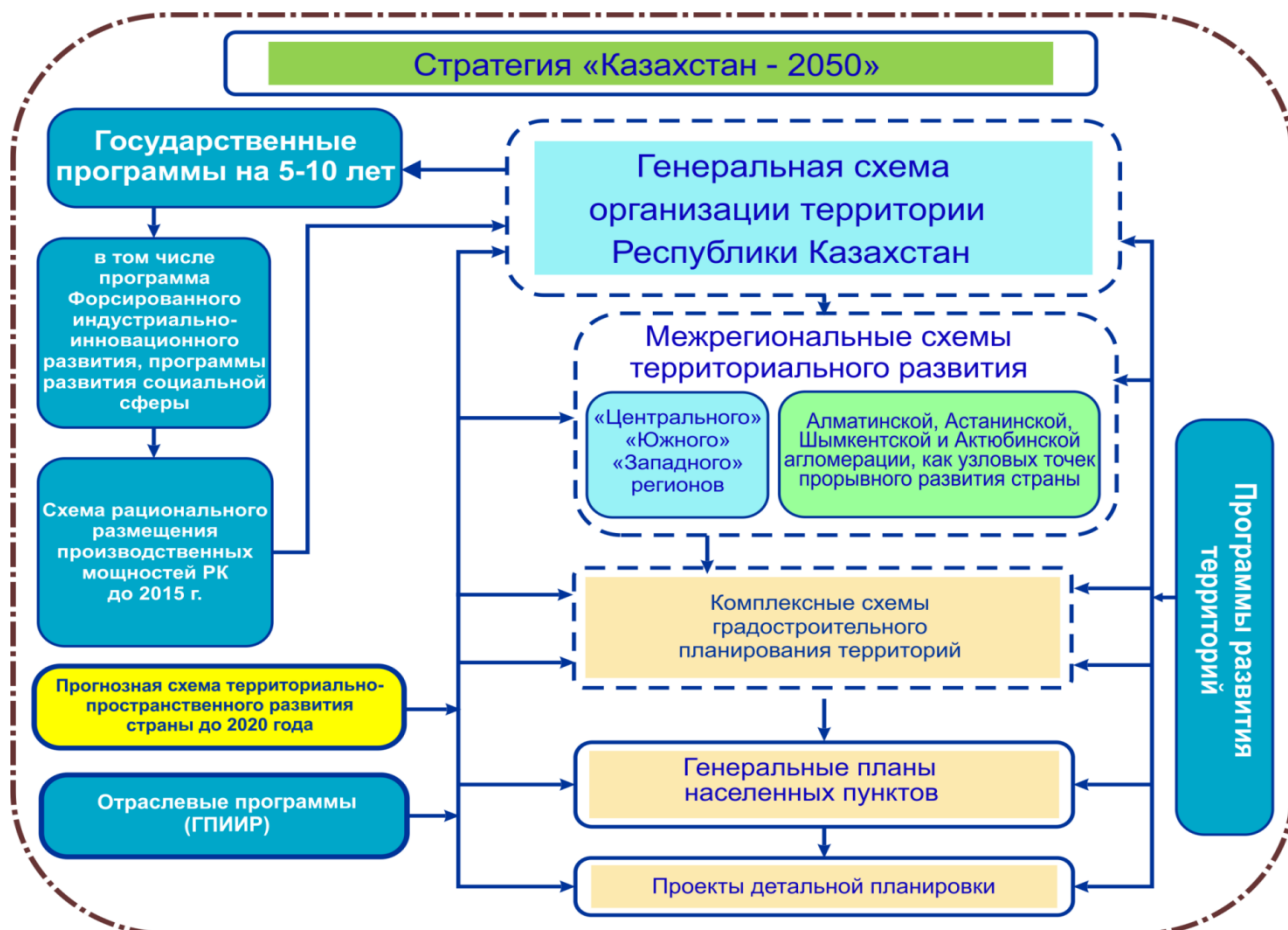 Стратегия «Казахстан - 2050»
Государственные
программы на 5-10 лет
Генеральная схема
организации территории
Республики Казахстан
в том числе
программа
Форсированного
индустриально-
инновационного
развития, программы
развития социальной
сферы
Межрегиональные схемы
территориального развития
«Центрального»
«Южного»
«Западного»
регионов
Алматинской, Астанинской,
Шымкентской и Актюбинской
агломерации, как узловых точек
прорывного развития страны
Схема рационального
размещения
производственных
мощностей РК
до 2015 г.
Комплексные схемы
градостроительного
планирования территорий
Прогнозная схема территориально-
пространственного развития
страны до 2020 года
Генеральные планы
населенных пунктов
Отраслевые программы
(ГПИИР)
Проекты детальной планировки
Программы развития
территорий